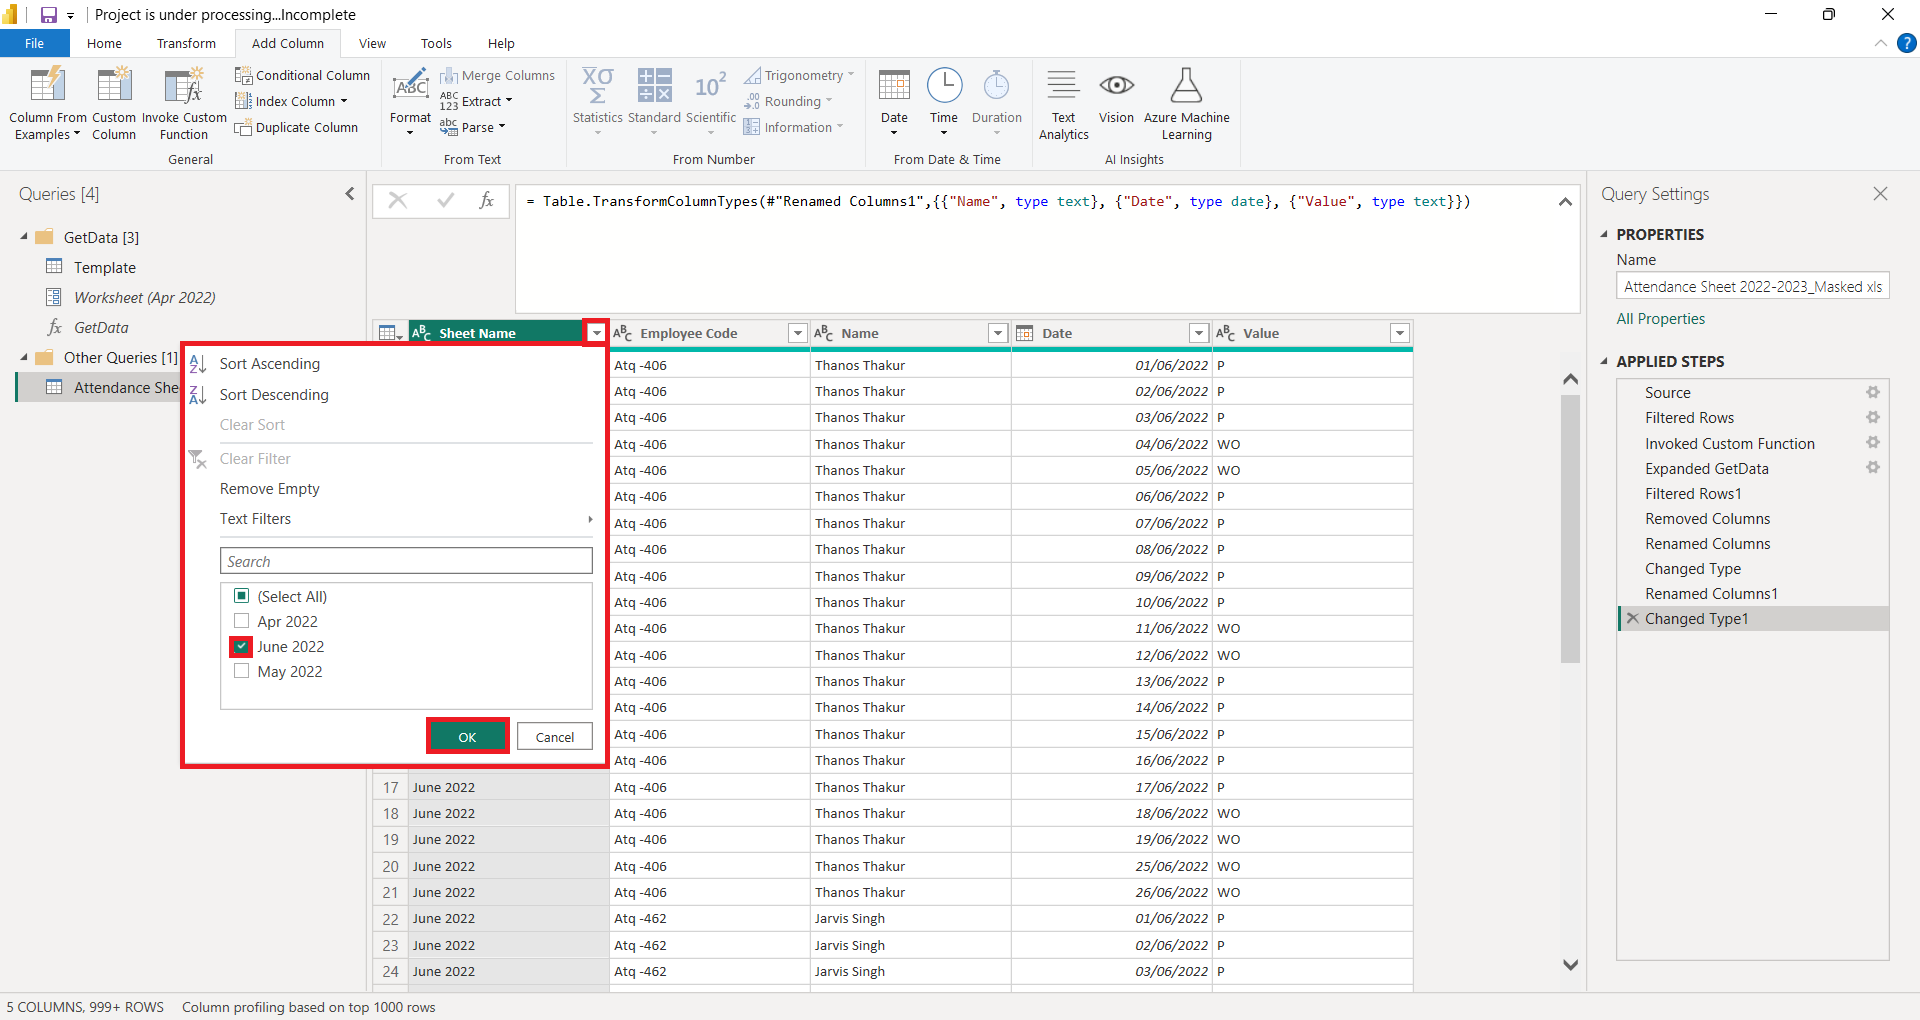 Project is under processing...Incomplete
File
Home
Transform
Add Column
View
Tools
Help
?
Column From
Examples
Custom
Column
Invoke Custom
Function
Conditional Column
Index Column
Duplicate Column
General
ABC
Format
Merge Columns
ABC
123
Extract
abc
Parse
From Text
XΟ
Σ
Statistics
Standard
10²
Scientific
Trigonometry
.00
→.0
Rounding
Information
From Number
Date
Time
Duration
From Date & Time
Text
Analytics
Vision
Azure Machine
Learning
AI Insights
Queries [4]
GetData [3]
Template
Worksheet (Apr 2022)
fx GetData
Other Queries [1]
Attendance She
fx
= Table.TransformColumnTypes(#"Renamed Columns1",{{"Name", type text}, {"Date", type date}, {"Value", type text}})
ABC Sheet Name
ABC Employee Code
ABC Name
Date
ABC Value
Sort Ascending
Sort Descending
Clear Sort
Clear Filter
Remove Empty
Text Filters
Search
(Select All)
Apr 2022
June 2022
May 2022
OK
Cancel
Atq -406 Thanos Thakur 01/06/2022 P
Atq -406 Thanos Thakur 02/06/2022 P
Atq -406 Thanos Thakur 03/06/2022 P
Atq -406 Thanos Thakur 04/06/2022 WO
Atq -406 Thanos Thakur 05/06/2022 WO
Atq -406 Thanos Thakur 06/06/2022 P
Atq -406 Thanos Thakur 07/06/2022 P
Atq -406 Thanos Thakur 08/06/2022 P
Atq -406 Thanos Thakur 09/06/2022 P
Atq -406 Thanos Thakur 10/06/2022 P
Atq -406 Thanos Thakur 11/06/2022 WO
Atq -406 Thanos Thakur 12/06/2022 WO
Atq -406 Thanos Thakur 13/06/2022 P
Atq -406 Thanos Thakur 14/06/2022 P
Atq -406 Thanos Thakur 15/06/2022 P
Atq -406 Thanos Thakur 16/06/2022 P
17 June 2022 Atq -406 Thanos Thakur 17/06/2022 P
18 June 2022 Atq -406 Thanos Thakur 18/06/2022 WO
19 June 2022 Atq -406 Thanos Thakur 19/06/2022 WO
20 June 2022 Atq -406 Thanos Thakur 25/06/2022 WO
21 June 2022 Atq -406 Thanos Thakur 26/06/2022 WO
22 June 2022 Atq -462 Jarvis Singh 01/06/2022 P
23 June 2022 Atq -462 Jarvis Singh 02/06/2022 P
24 June 2022 Atq -462 Jarvis Singh 03/06/2022 P
Query Settings
PROPERTIES
Name
Attendance Sheet 2022-2023_Masked xls
All Properties
APPLIED STEPS
Source
Filtered Rows
Invoked Custom Function
Expanded GetData
Filtered Rows1
Removed Columns
Renamed Columns
Changed Type
Renamed Columns1
Changed Type1
5 COLUMNS, 999+ ROWS
Column profiling based on top 1000 rows